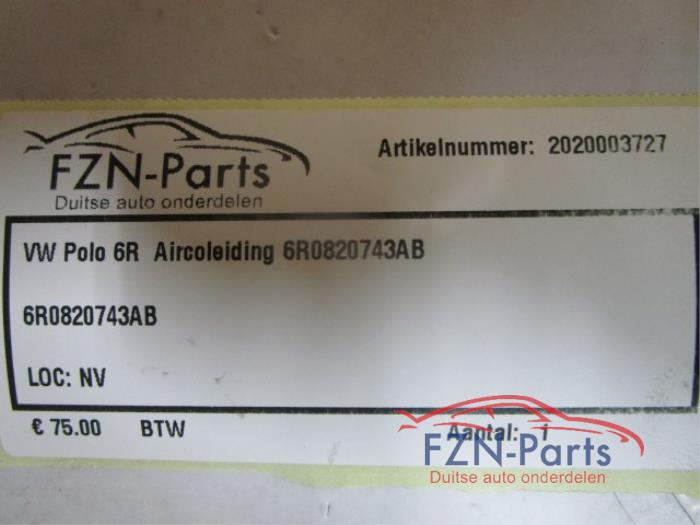 FZN-Parts
Duitse auto onderdelen
Artikelnummer: 2020003727
VW Polo 6R Aircoleiding 6R0820743AB
6R0820743AB
LOC: NV
€ 75.00 BTW Aantal: 1
FZN-Parts
Duitse auto onderdelen